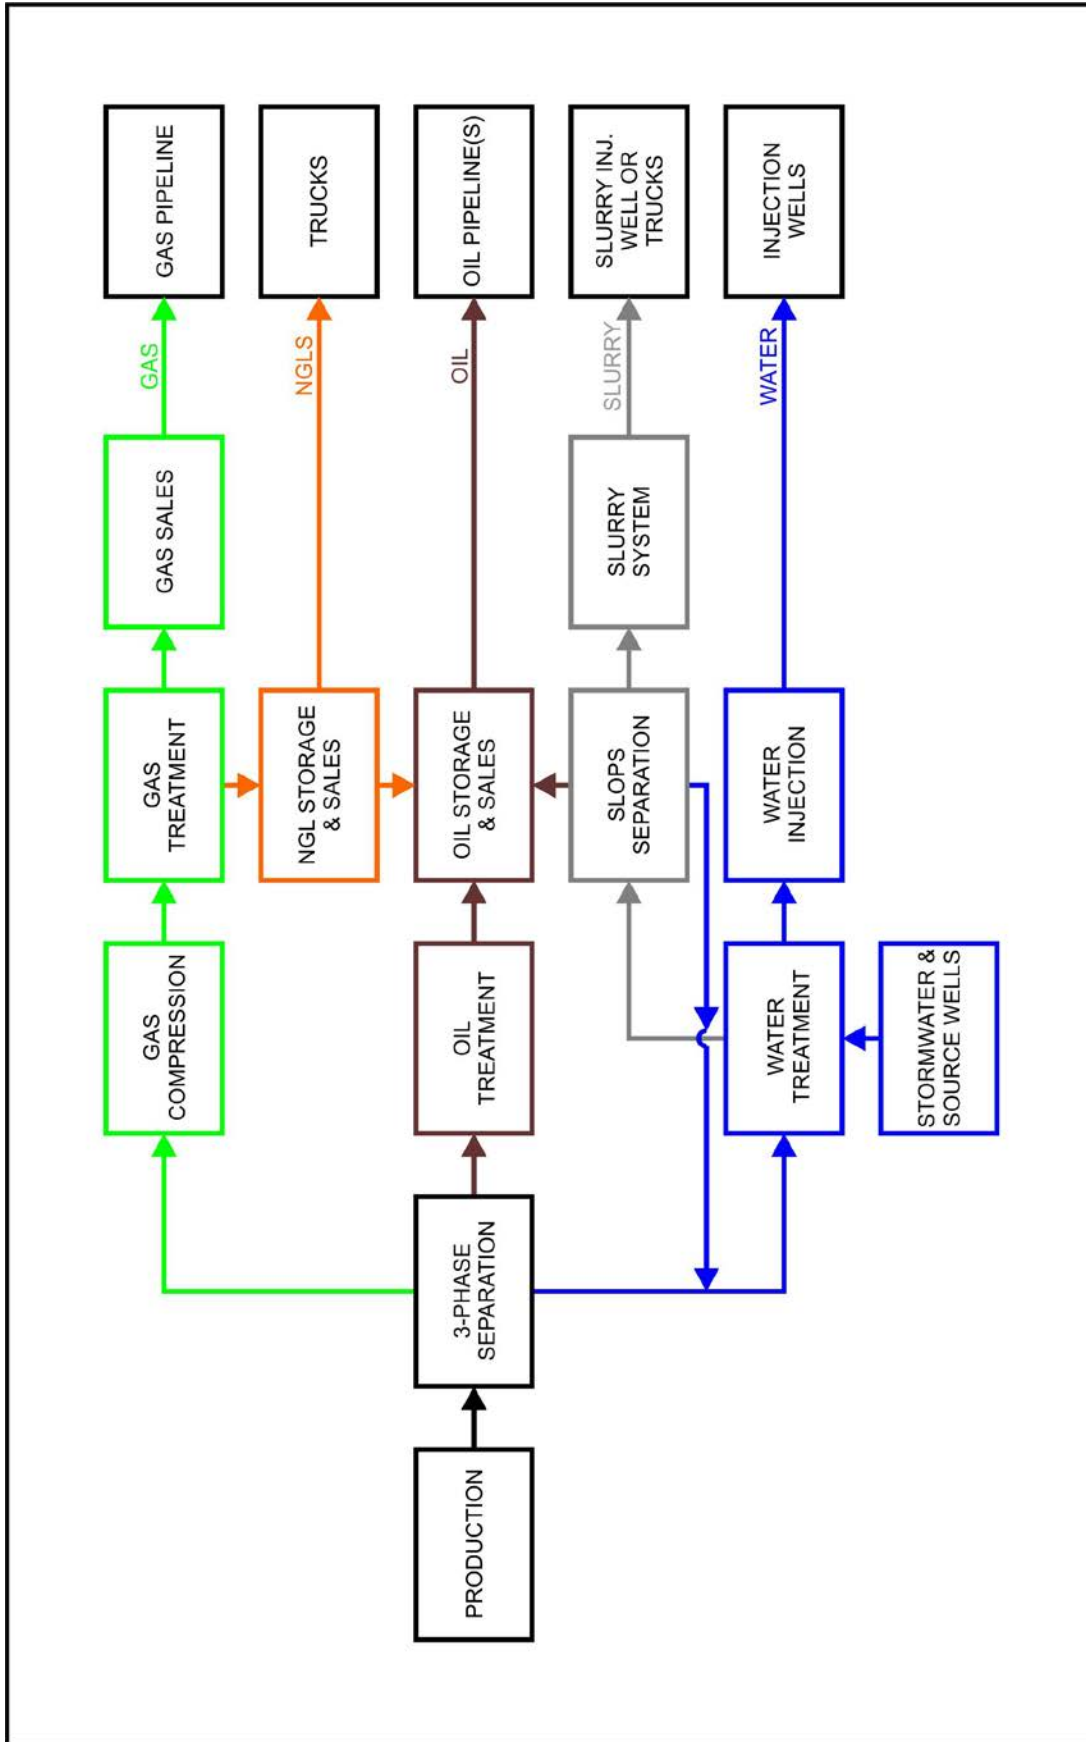 PRODUCTION
3-PHASE
SEPARATION
GAS
COMPRESSION
GAS
TREATMENT
GAS SALES
GAS
GAS PIPELINE
NGL STORAGE
& SALES
NGLS
TRUCKS
OIL
TREATMENT
OIL STORAGE
& SALES
OIL
OIL PIPELINE(S)
SLOPS
SEPARATION
SLURRY
SYSTEM
SLURRY
SLURRY INJ.
WELL OR
TRUCKS
WATER
TREATMENT
WATER
INJECTION
WATER
INJECTION
WELLS
STORMWATER &
SOURCE WELLS